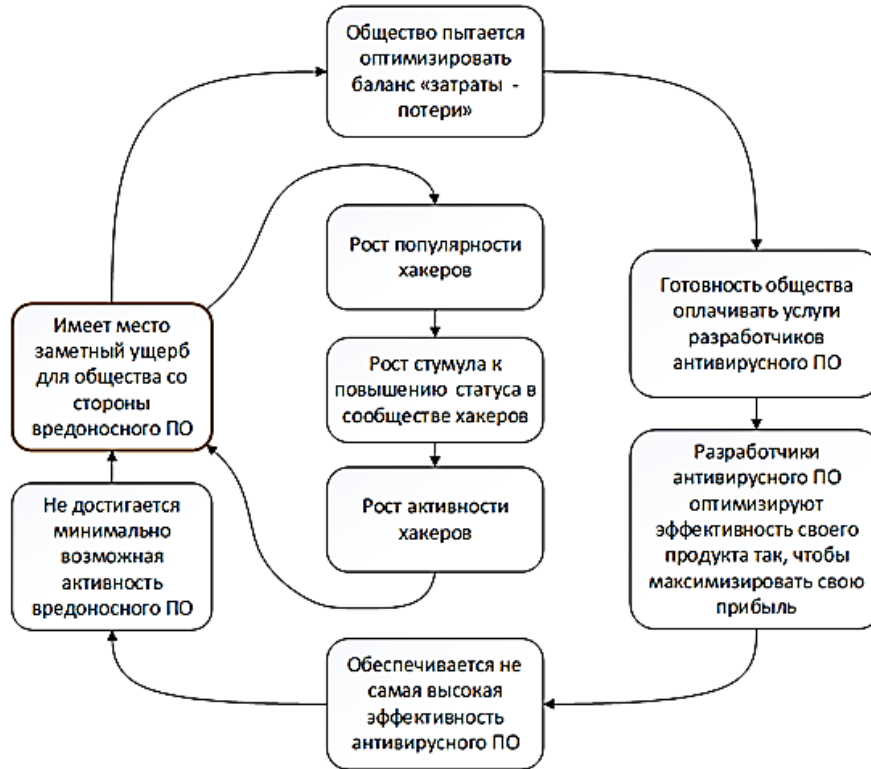 Общество пытается
оптимизировать
баланс «затраты -
потери»
Рост популярности
хакеров
Готовность общества
оплачивать услуги
разработчиков
антивирусного ПО
Имеет место
заметный ущерб
для общества со
стороны
вредоносного ПО
Рост стумула к
повышению статуса в
сообществе хакеров
Разработчики
антивирусного ПО
оптимизируют
эффективность своего
продукта так, чтобы
максимизировать свою
прибыль
Рост активности
хакеров
Не достигается
минимально
возможная
активность
вредоносного ПО
Обеспечивается не
самая высокая
эффективность
антивирусного ПО